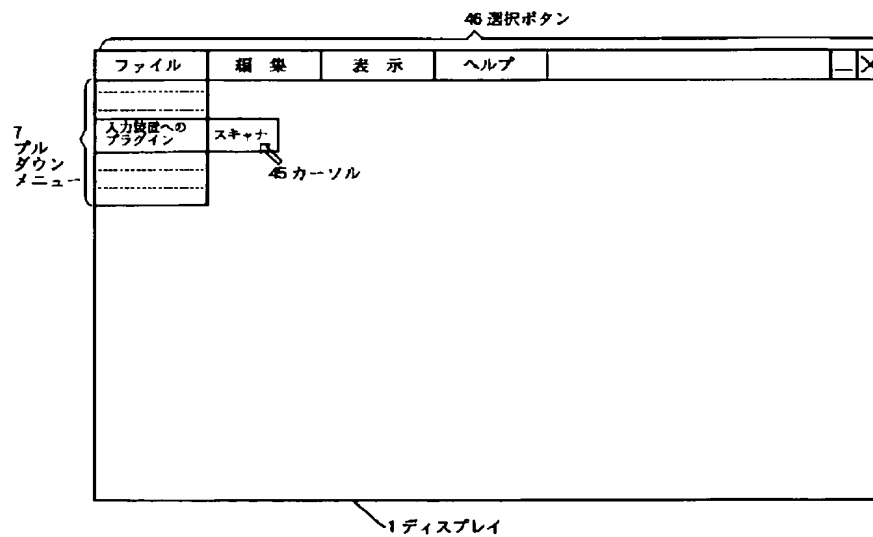 46 選択ボタン
ファイル 編 集 表 示 ヘルプ _ ×
7
プル
ダウン
メニュー
入力装置への
プラグイン
スキャナ
45 カーソル
1 ディスプレイ